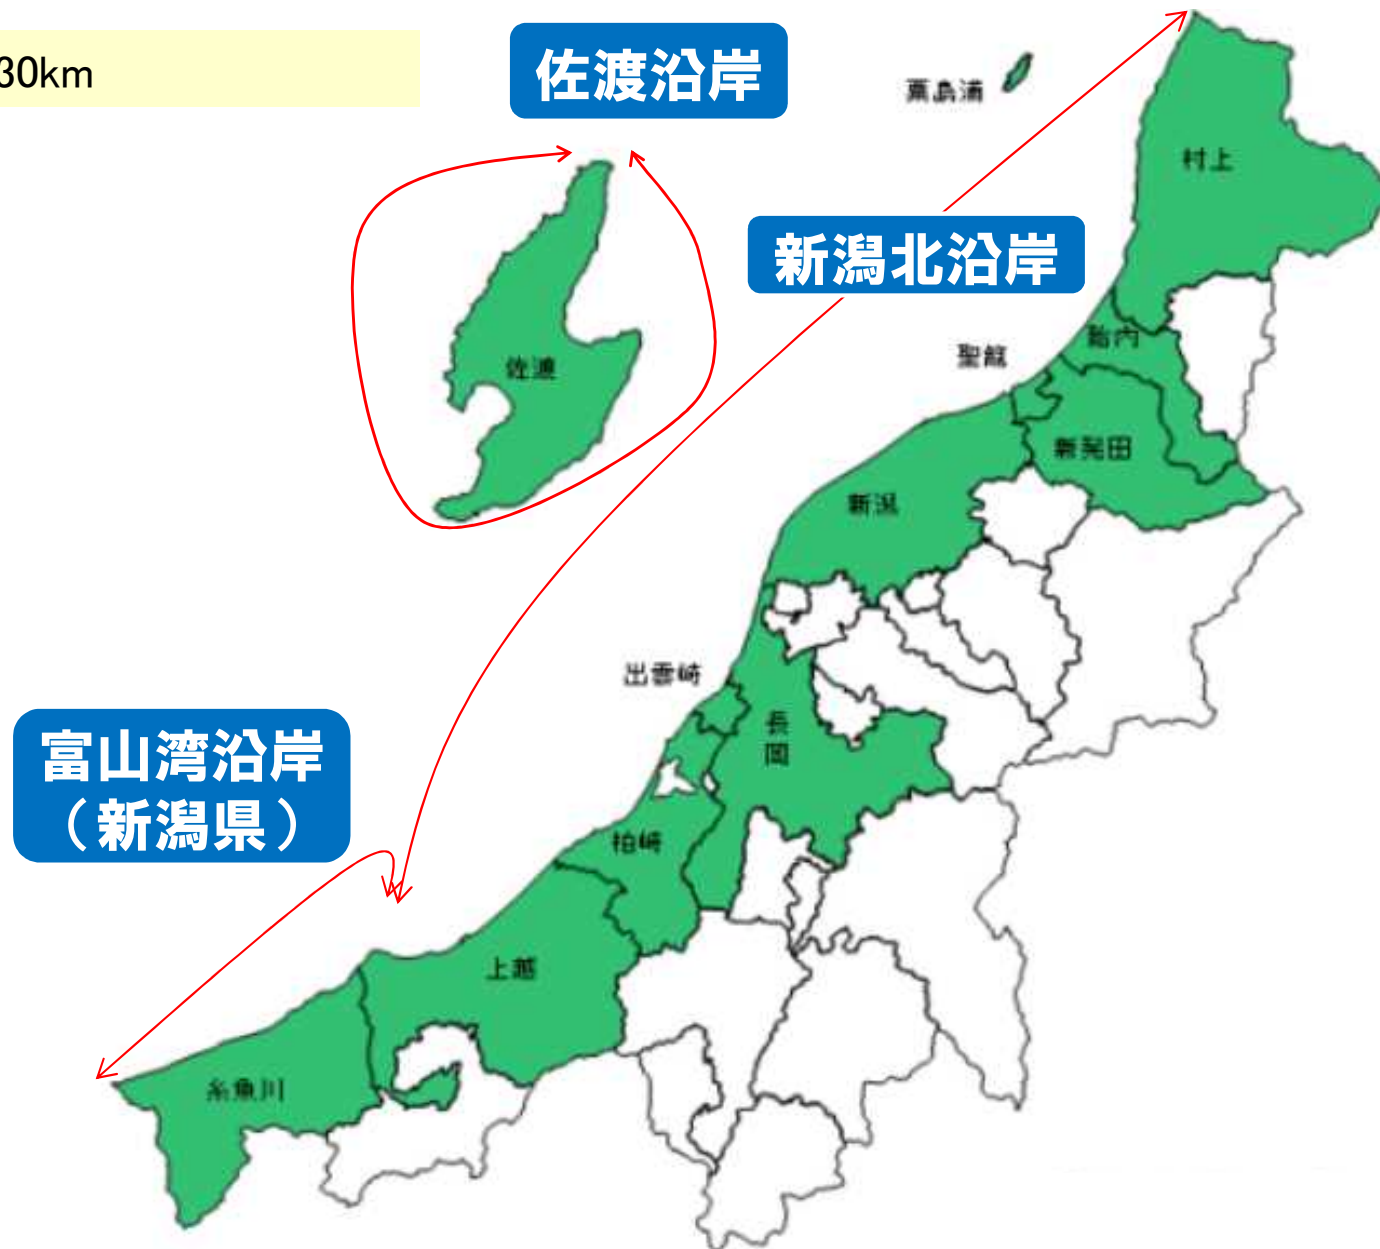 30km
佐渡沿岸
粟島浦
村上
新潟北沿岸
胎内
聖籠
佐渡
新発田
新潟
出雲崎
長岡
富山湾沿岸
（新潟県）
柏崎
上越
糸魚川